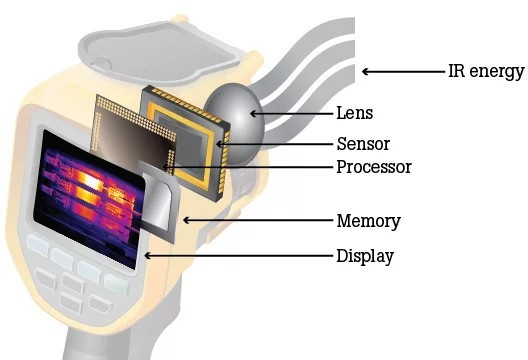 IR energy
Lens
Sensor
Processor
Memory
Display